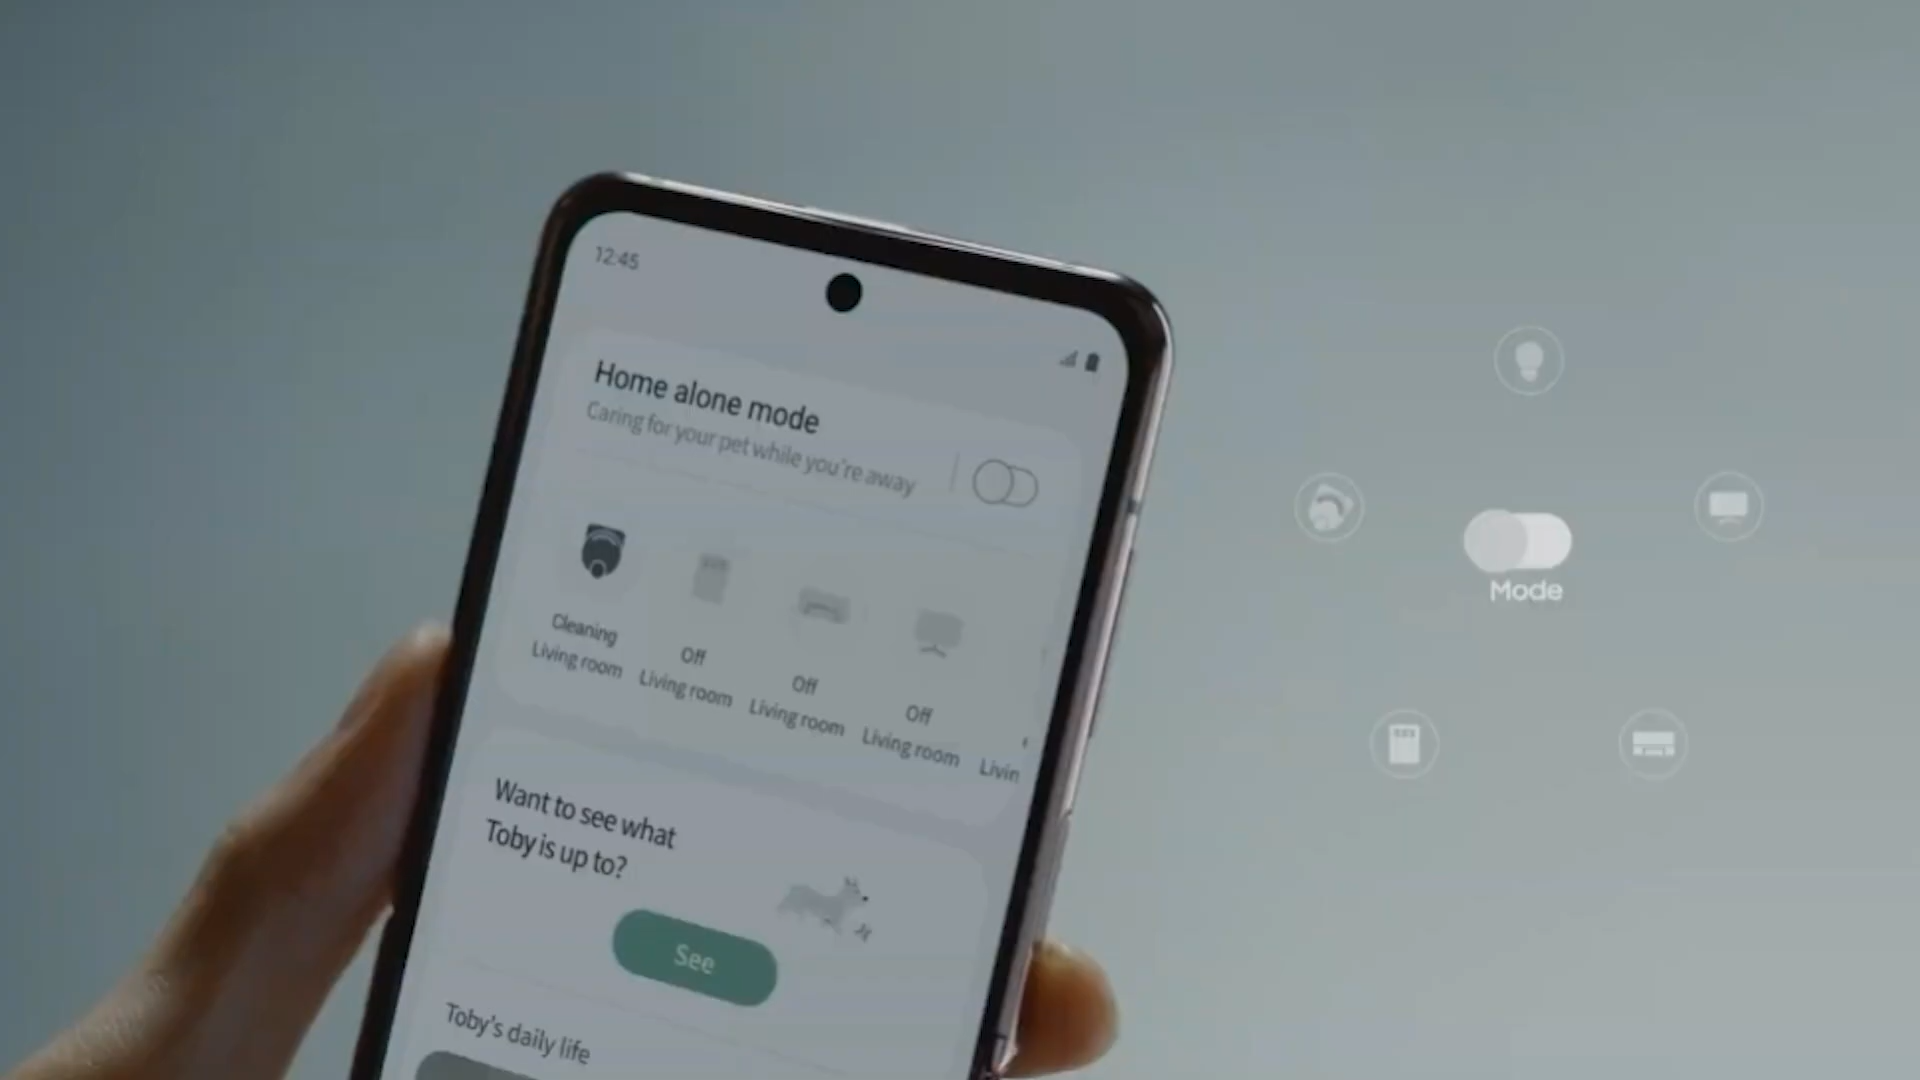 12:45
Home alone mode
Caring for your pet while you're away
Cleaning
Living room
Off
Living room
Off
Living room
Off
Living room
Livin
Mode
Want to see what
Toby is up to?
See
Toby's daily life